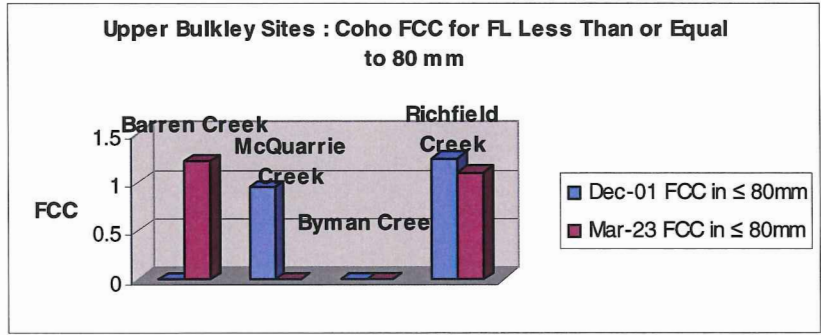 Upper Bulkley Sites : Coho FCC for FL Less Than or Equal
to 80 mm
Barren Creek
McQuarrie
Creek
Byman Cree
Richfield
Creek
1.5
1
0.5
0
FCC
Dec-01 FCC in ≤ 80mm
Mar-23 FCC in ≤ 80mm